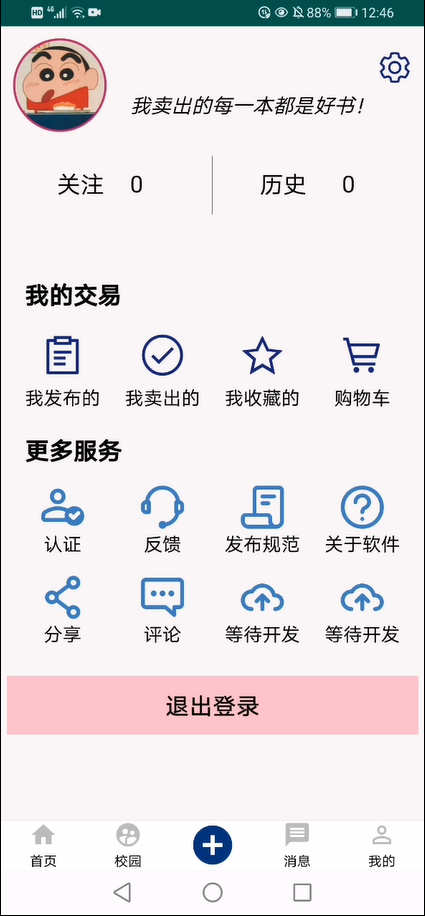 HD 4G 88% 12:46
我卖出的每一本都是好书！
关注 0 历史 0
我的交易
我发布的 我卖出的 我收藏的 购物车
更多服务
认证 反馈 发布规范 关于软件
分享 评论 等待开发 等待开发
退出登录
首页 校园 消息 我的